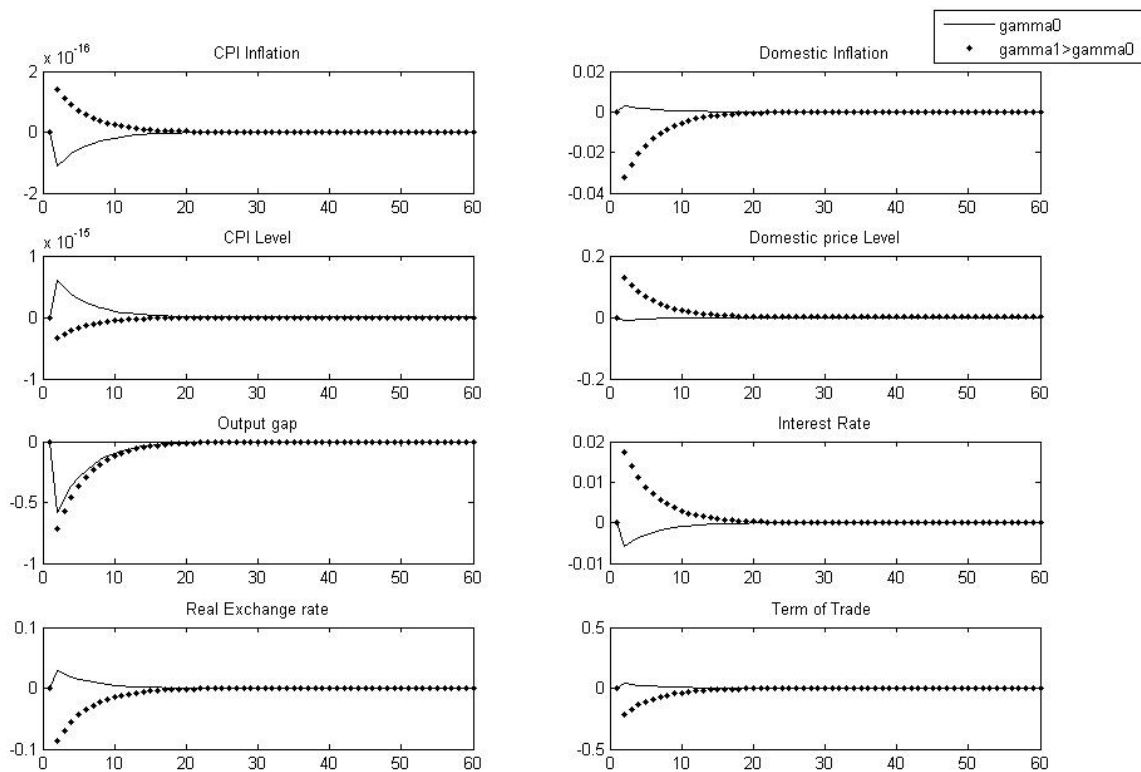 gamma0
gamma1>gamma0
x 10^-16
CPI Inflation
2
0
-2
0 10 20 30 40 50 60
Domestic Inflation
0.02
0
-0.02
-0.04
0 10 20 30 40 50 60
x 10^-15
CPI Level
1
0
-1
0 10 20 30 40 50 60
Domestic price Level
0.2
0
-0.2
0 10 20 30 40 50 60
Output gap
0
-0.5
-1
0 10 20 30 40 50 60
Interest Rate
0.02
0.01
0
-0.01
0 10 20 30 40 50 60
Real Exchange rate
0.1
0
-0.1
0 10 20 30 40 50 60
Term of Trade
0.5
0
-0.5
0 10 20 30 40 50 60